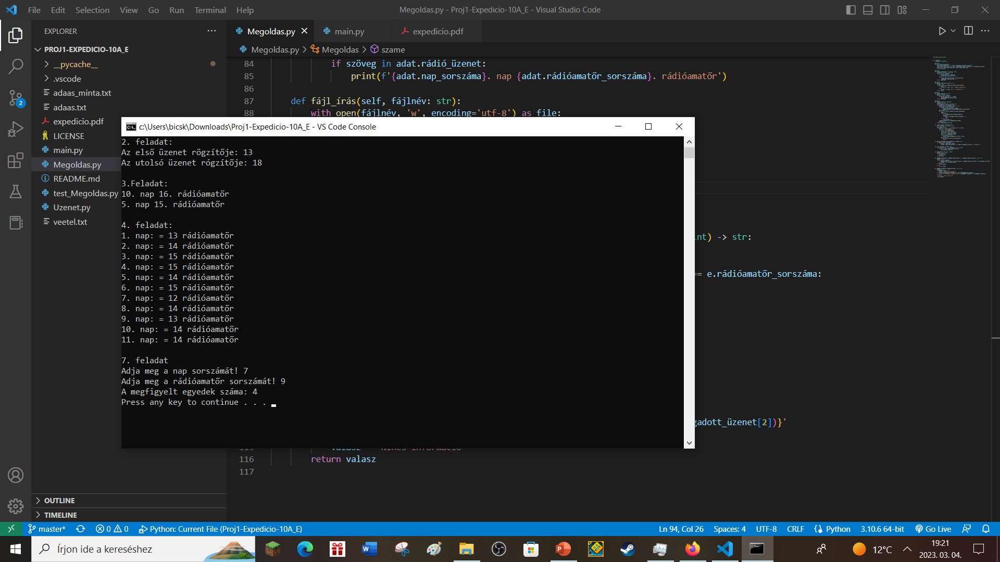 File Edit Selection View Go Run Terminal Help
Megoldas.py - Proj1-Expedicio-10A_E - Visual Studio Code
EXPLORER
PROJ1-EXPEDICIO-10A_E
__pycache__
.vscode
adaas_minta.txt
adaas.txt
expedicio.pdf
LICENSE
main.py
Megoldas.py
README.md
test_Megoldas.py
Uzenet.py
veetel.txt
OUTLINE
TIMELINE
2
Megoldas.py main.py expedicio.pdf
Megoldas.py > Megoldas > szame
84 if szöveg in adat.rádió_üzenet:
85 print(f'{adat.nap_sorszáma}. nap {adat.rádióamatőr_sorszáma}. rádióamatőr')
86
87 def fájl_írás(self, fájlnév: str):
88 with open(fájlnév, 'w', encoding='utf-8') as file:
c:\Users\bicsk\Downloads\Proj1-Expedicio-10A_E - VS Code Console
2. feladat:
Az első üzenet rögzítője: 13
Az utolsó üzenet rógzítője: 18
3.Feladat:
10. nap 16. rádióamatőr
5. nap 15. rádióamatőr
4. feladat:
1. nap: = 13 rádióamatőr
2. nap: = 14 rádióamatőr
3. nap: = 15 rádióamatőr
4. nap: = 15 rádióamatőr
5. nap: = 14 rádióamatőr
6. nap: = 15 rádióamatőr
7. nap: = 12 rádióamatőr
8. nap: = 14 rádióamatőr
9. nap: = 13 rádióamatőr
10. nap: = 14 rádióamatőr
11. nap: = 14 rádióamatőr
7. feladat
Adja meg a nap sorszámát! 7
Adja meg a rádióamatőr sorszámát! 9
A megfigyelt egyedek száma: 4
Press any key to continue . . .
int) -> str:
== e.rádióamatőr_sorszáma:
gadott_üzenet[2])}'
116 return valasz
117
master* 0 0 Python: Current File (Proj1-Expedicio-10A_E)
Ln 94, Col 26 Spaces: 4 UTF-8 CRLF Python 3.10.6 64-bit Go Live
Írjon ide a kereséshez
12°C
19:21
2023. 03. 04.